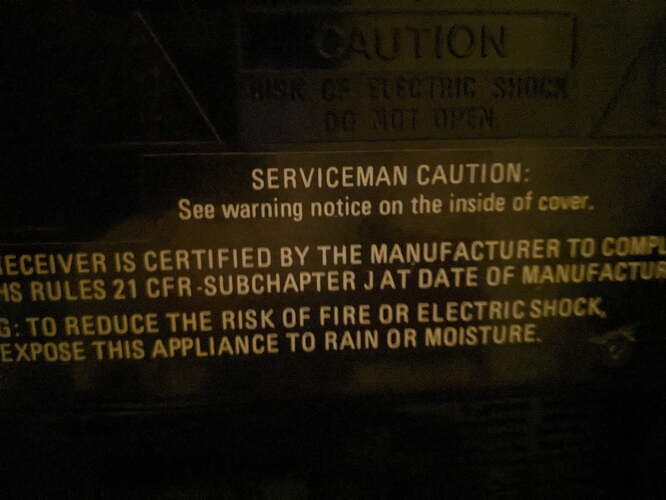 CAUTION
RISK OF ELECTRIC SHOCK
DO NOT OPEN
SERVICEMAN CAUTION:
See warning notice on the inside of cover.
RECEIVER IS CERTIFIED BY THE MANUFACTURER TO COMPL
HS RULES 21 CFR-SUBCHAPTER J AT DATE OF MANUFACTUR
G: TO REDUCE THE RISK OF FIRE OR ELECTRIC SHOCK,
EXPOSE THIS APPLIANCE TO RAIN OR MOISTURE.